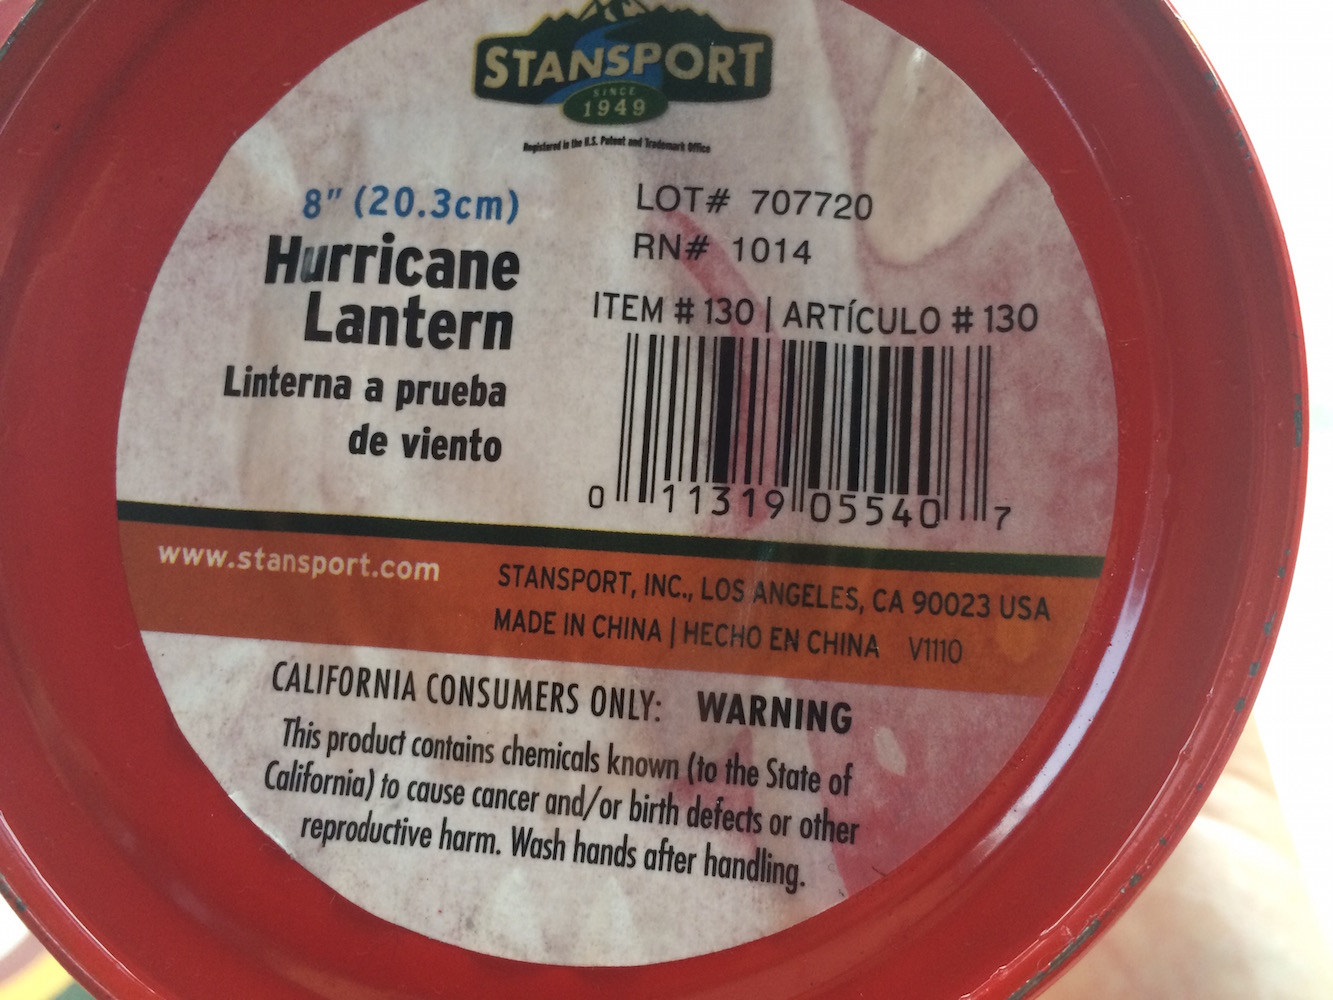 STANSPORT
SINCE
1949
Registered in the U.S. Patent and Trademark Office
8" (20.3cm)
Hurricane
Lantern
Linterna a prueba
de viento
LOT# 707720
RN# 1014
ITEM # 130 | ARTÍCULO # 130
0 11319 05540 7
www.stansport.com
STANSPORT, INC., LOS ANGELES, CA 90023 USA
MADE IN CHINA | HECHO EN CHINA V1110
CALIFORNIA CONSUMERS ONLY: WARNING
This product contains chemicals known (to the State of
California) to cause cancer and/or birth defects or other
reproductive harm. Wash hands after handling.